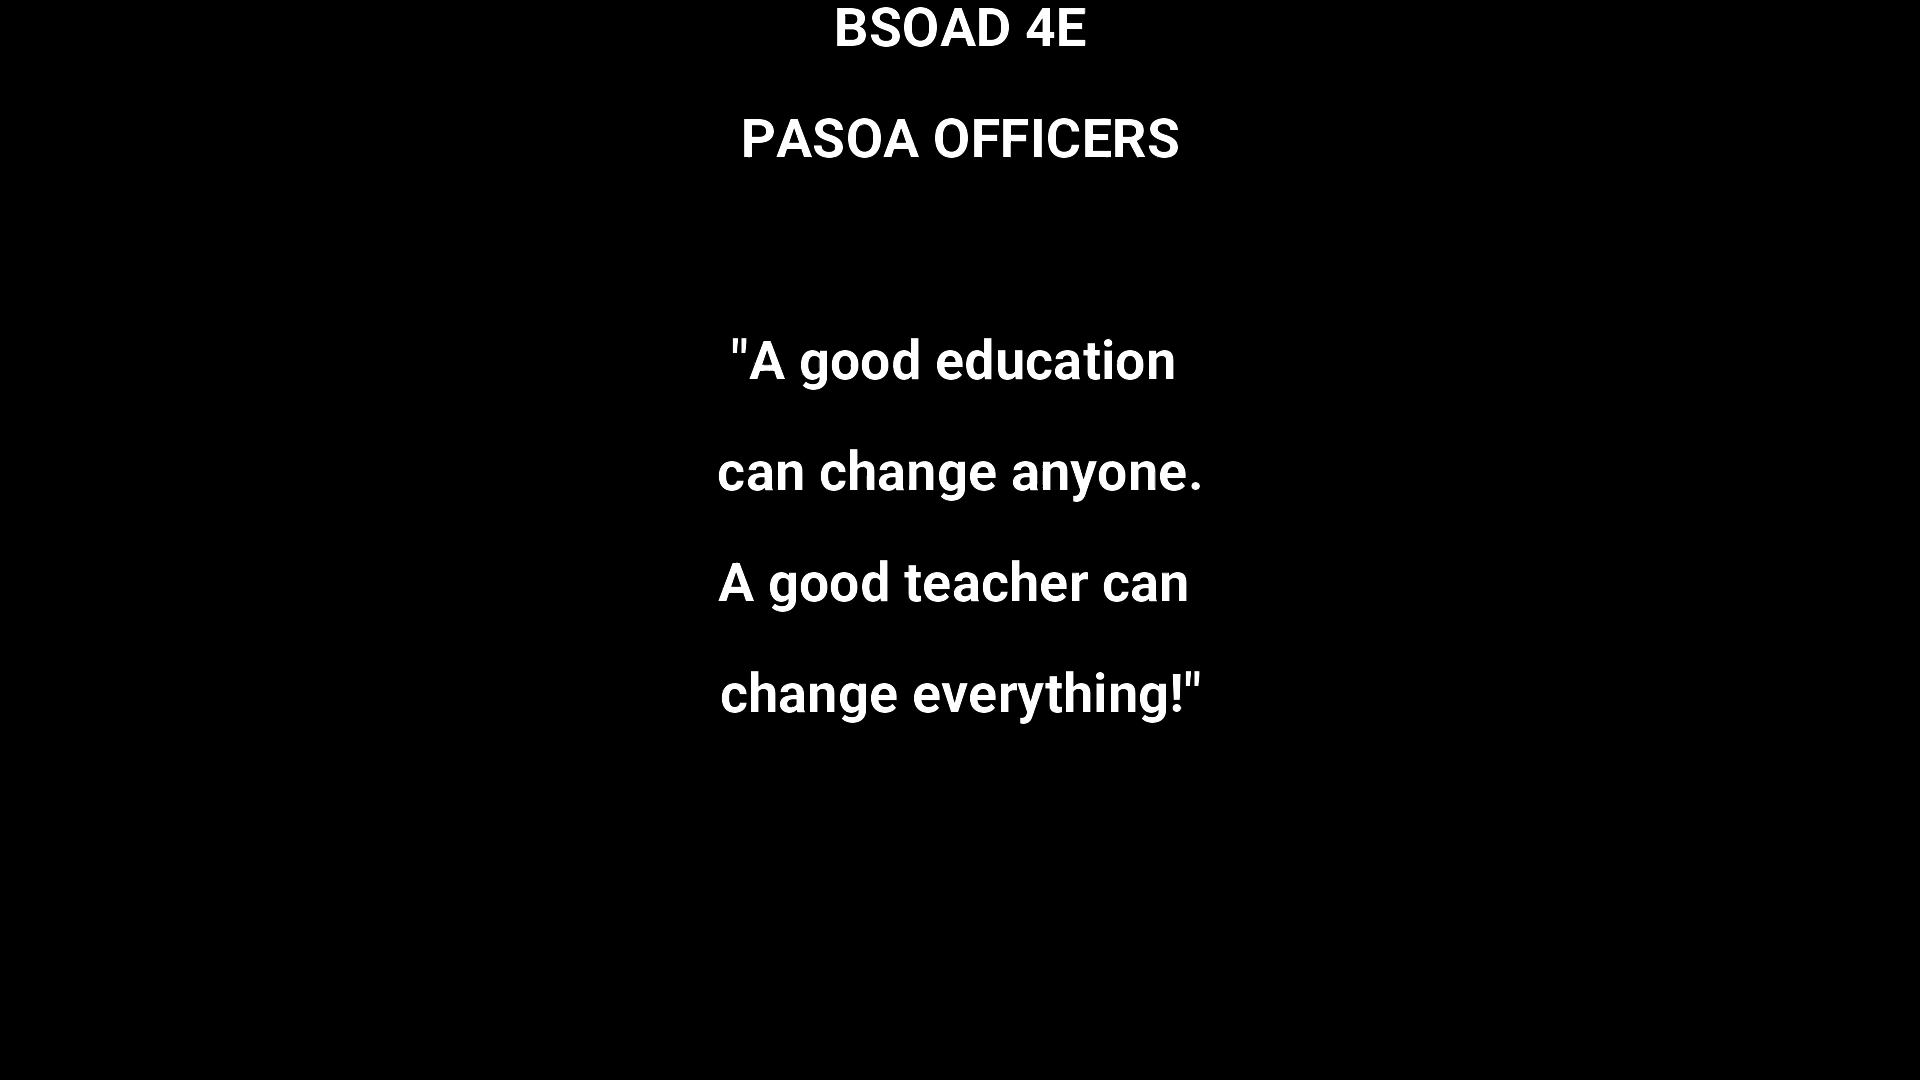 BSOAD 4E
PASOA OFFICERS
"A good education
can change anyone.
A good teacher can
change everything!"